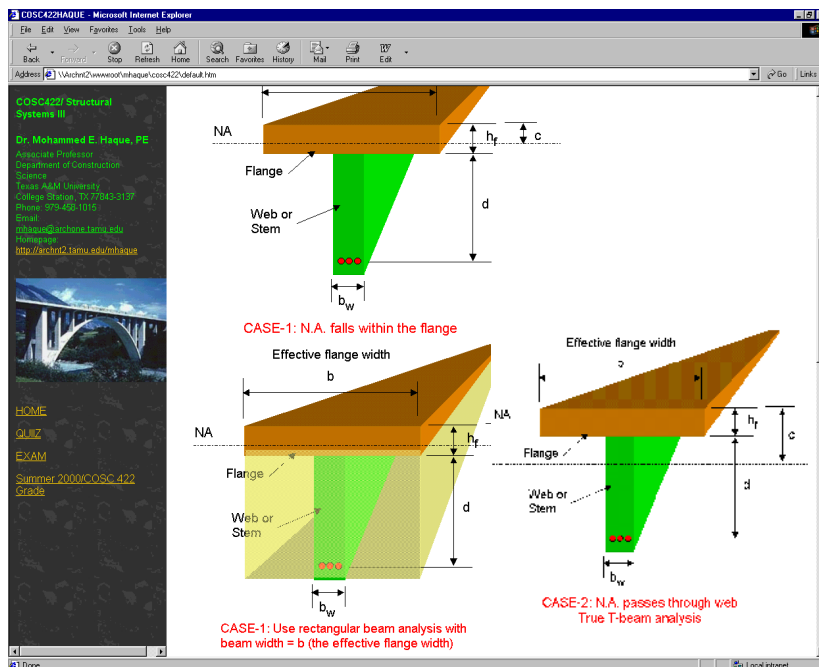 COSC422HAQUE - Microsoft Internet Explorer
File Edit View Favorites Tools Help
Back Forward Stop Refresh Home Search Favorites History Mail Print Edit
Address \\Archnt2\wwwroot\mhaque\cosc422\default.htm Go Links
COSC422/ Structural
Systems III
Dr. Mohammed E. Haque, PE
Associate Professor
Department of Construction
Science
Texas A&M University
College Station, TX 77843-3137
Phone: 979-458-1015
Email:
mhaque@archone.tamu.edu
Homepage:
http://archnt2.tamu.edu/mhaque
HOME
QUIIZ
EXAM
Summer 2000/COSC 422
Grade
NA
hf
c
Flange
d
Web or
Stem
bw
CASE-1: N.A. falls within the flange
Effective flange width
b
NA
hf
Flange
Web or
Stem
d
bw
CASE-1: Use rectangular beam analysis with
beam width = b (the effective flange width)
Effective flange width
NA
hf
c
Flange
d
Web or
Stem
bw
CASE-2: N.A. passes through web
True T-beam analysis
Done Local intranet